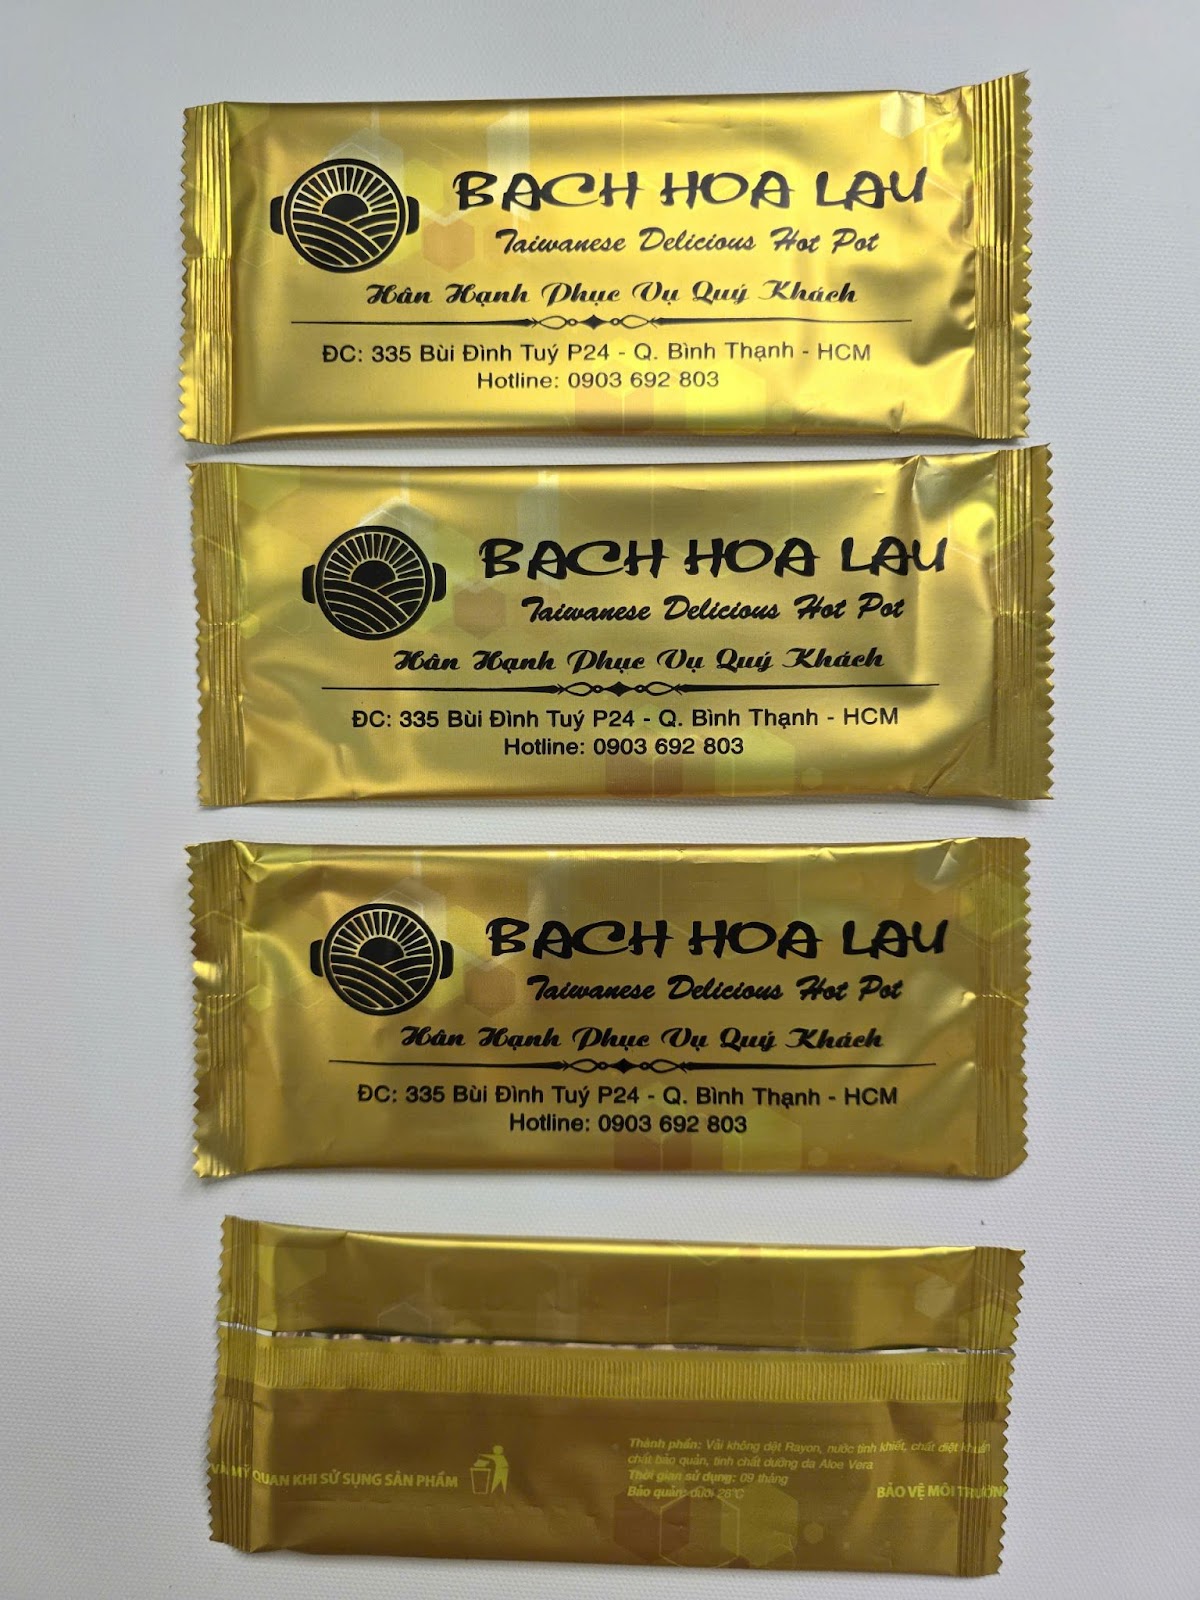 BACH HOA LAU
Taiwanese Delicious Hot Pot
Hân Hạnh Phục Vụ Quý Khách
ĐC: 335 Bùi Đình Tuý P24 - Q. Bình Thạnh - HCM
Hotline: 0903 692 803
BACH HOA LAU
Taiwanese Delicious Hot Pot
Hân Hạnh Phục Vụ Quý Khách
ĐC: 335 Bùi Đình Tuý P24 - Q. Bình Thạnh - HCM
Hotline: 0903 692 803
BACH HOA LAU
Taiwanese Delicious Hot Pot
Hân Hạnh Phục Vụ Quý Khách
ĐC: 335 Bùi Đình Tuý P24 - Q. Bình Thạnh - HCM
Hotline: 0903 692 803
VÀ MỸ QUAN KHI SỬ SỤNG SẢN PHẨM
Thành phần: Vải không dệt Rayon, nước tinh khiết, chất diệt khuẩn
chất bảo quản, tinh chất dưỡng da Aloe Vera
Thời gian sử dụng: 09 tháng
Bảo quản: dưới 28°C
BẢO VỆ MÔI TRƯỜN